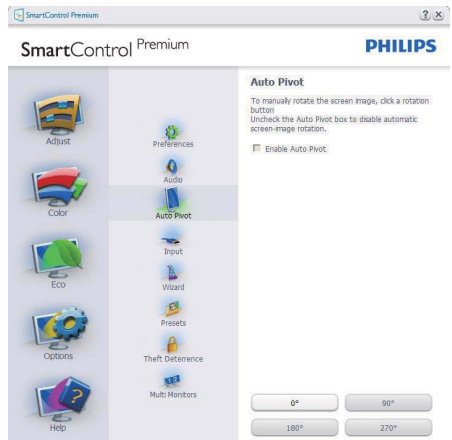 SmartControl Premium
SmartControl Premium
PHILIPS
Adjust
Color
Eco
Options
Help
Preferences
Audio
Auto Pivot
Input
Wizard
Presets
Theft Deterrence
Multi Monitors
Auto Pivot
To manually rotate the screen image, click a rotation
button
Uncheck the Auto Pivot box to disable automatic
screen-image rotation.
Enable Auto Pivot
0°
90°
180°
270°